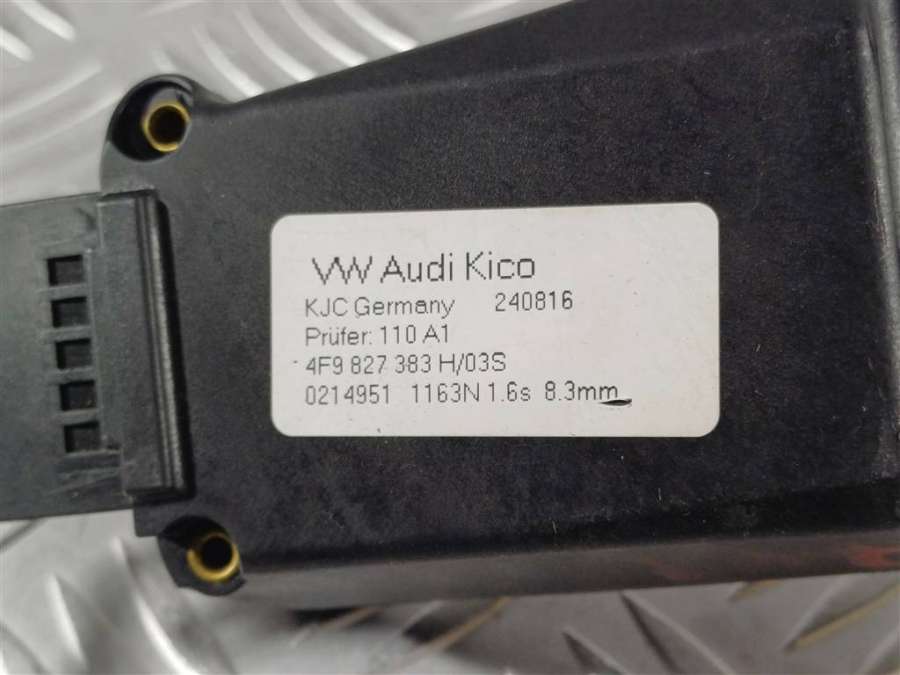 VW Audi Kico
KJC Germany 240816
Prüfer: 110 A1
4F9 827 383 H/03S
0214951 1163N 1.6s 8.3mm